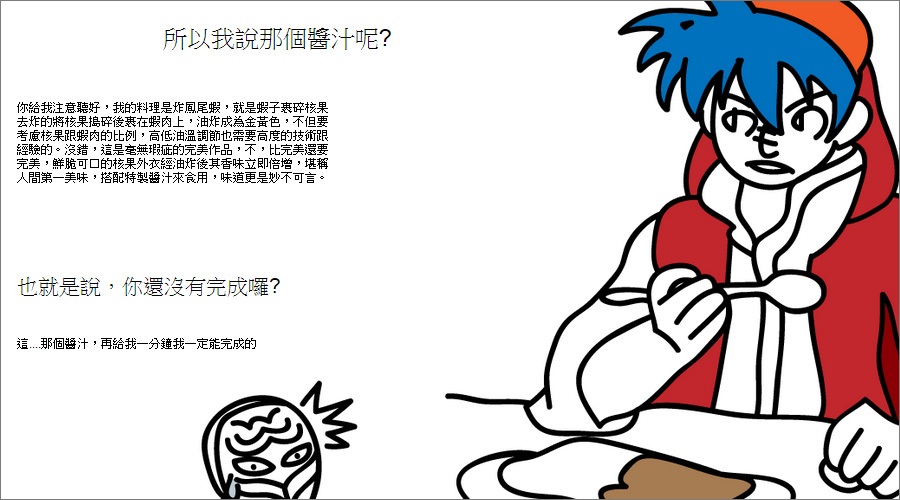 所以我說那個醬汁呢?
你給我注意聽好，我的料理是炸鳳尾蝦，就是蝦子裹碎核果
去炸的將核果搗碎後裹在蝦肉上，油炸成為金黃色，不但要
考慮核果跟蝦肉的比例，高低油溫調節也需要高度的技術跟
經驗的。沒錯，這是毫無瑕疵的完美作品，不，比完美還要
完美，鮮脆可口的核果外衣經油炸後其香味立即倍增，堪稱
人間第一美味，搭配特製醬汁來食用，味道更是妙不可言。
也就是說，你還沒有完成囉?
這....那個醬汁，再給我一分鐘我一定能完成的